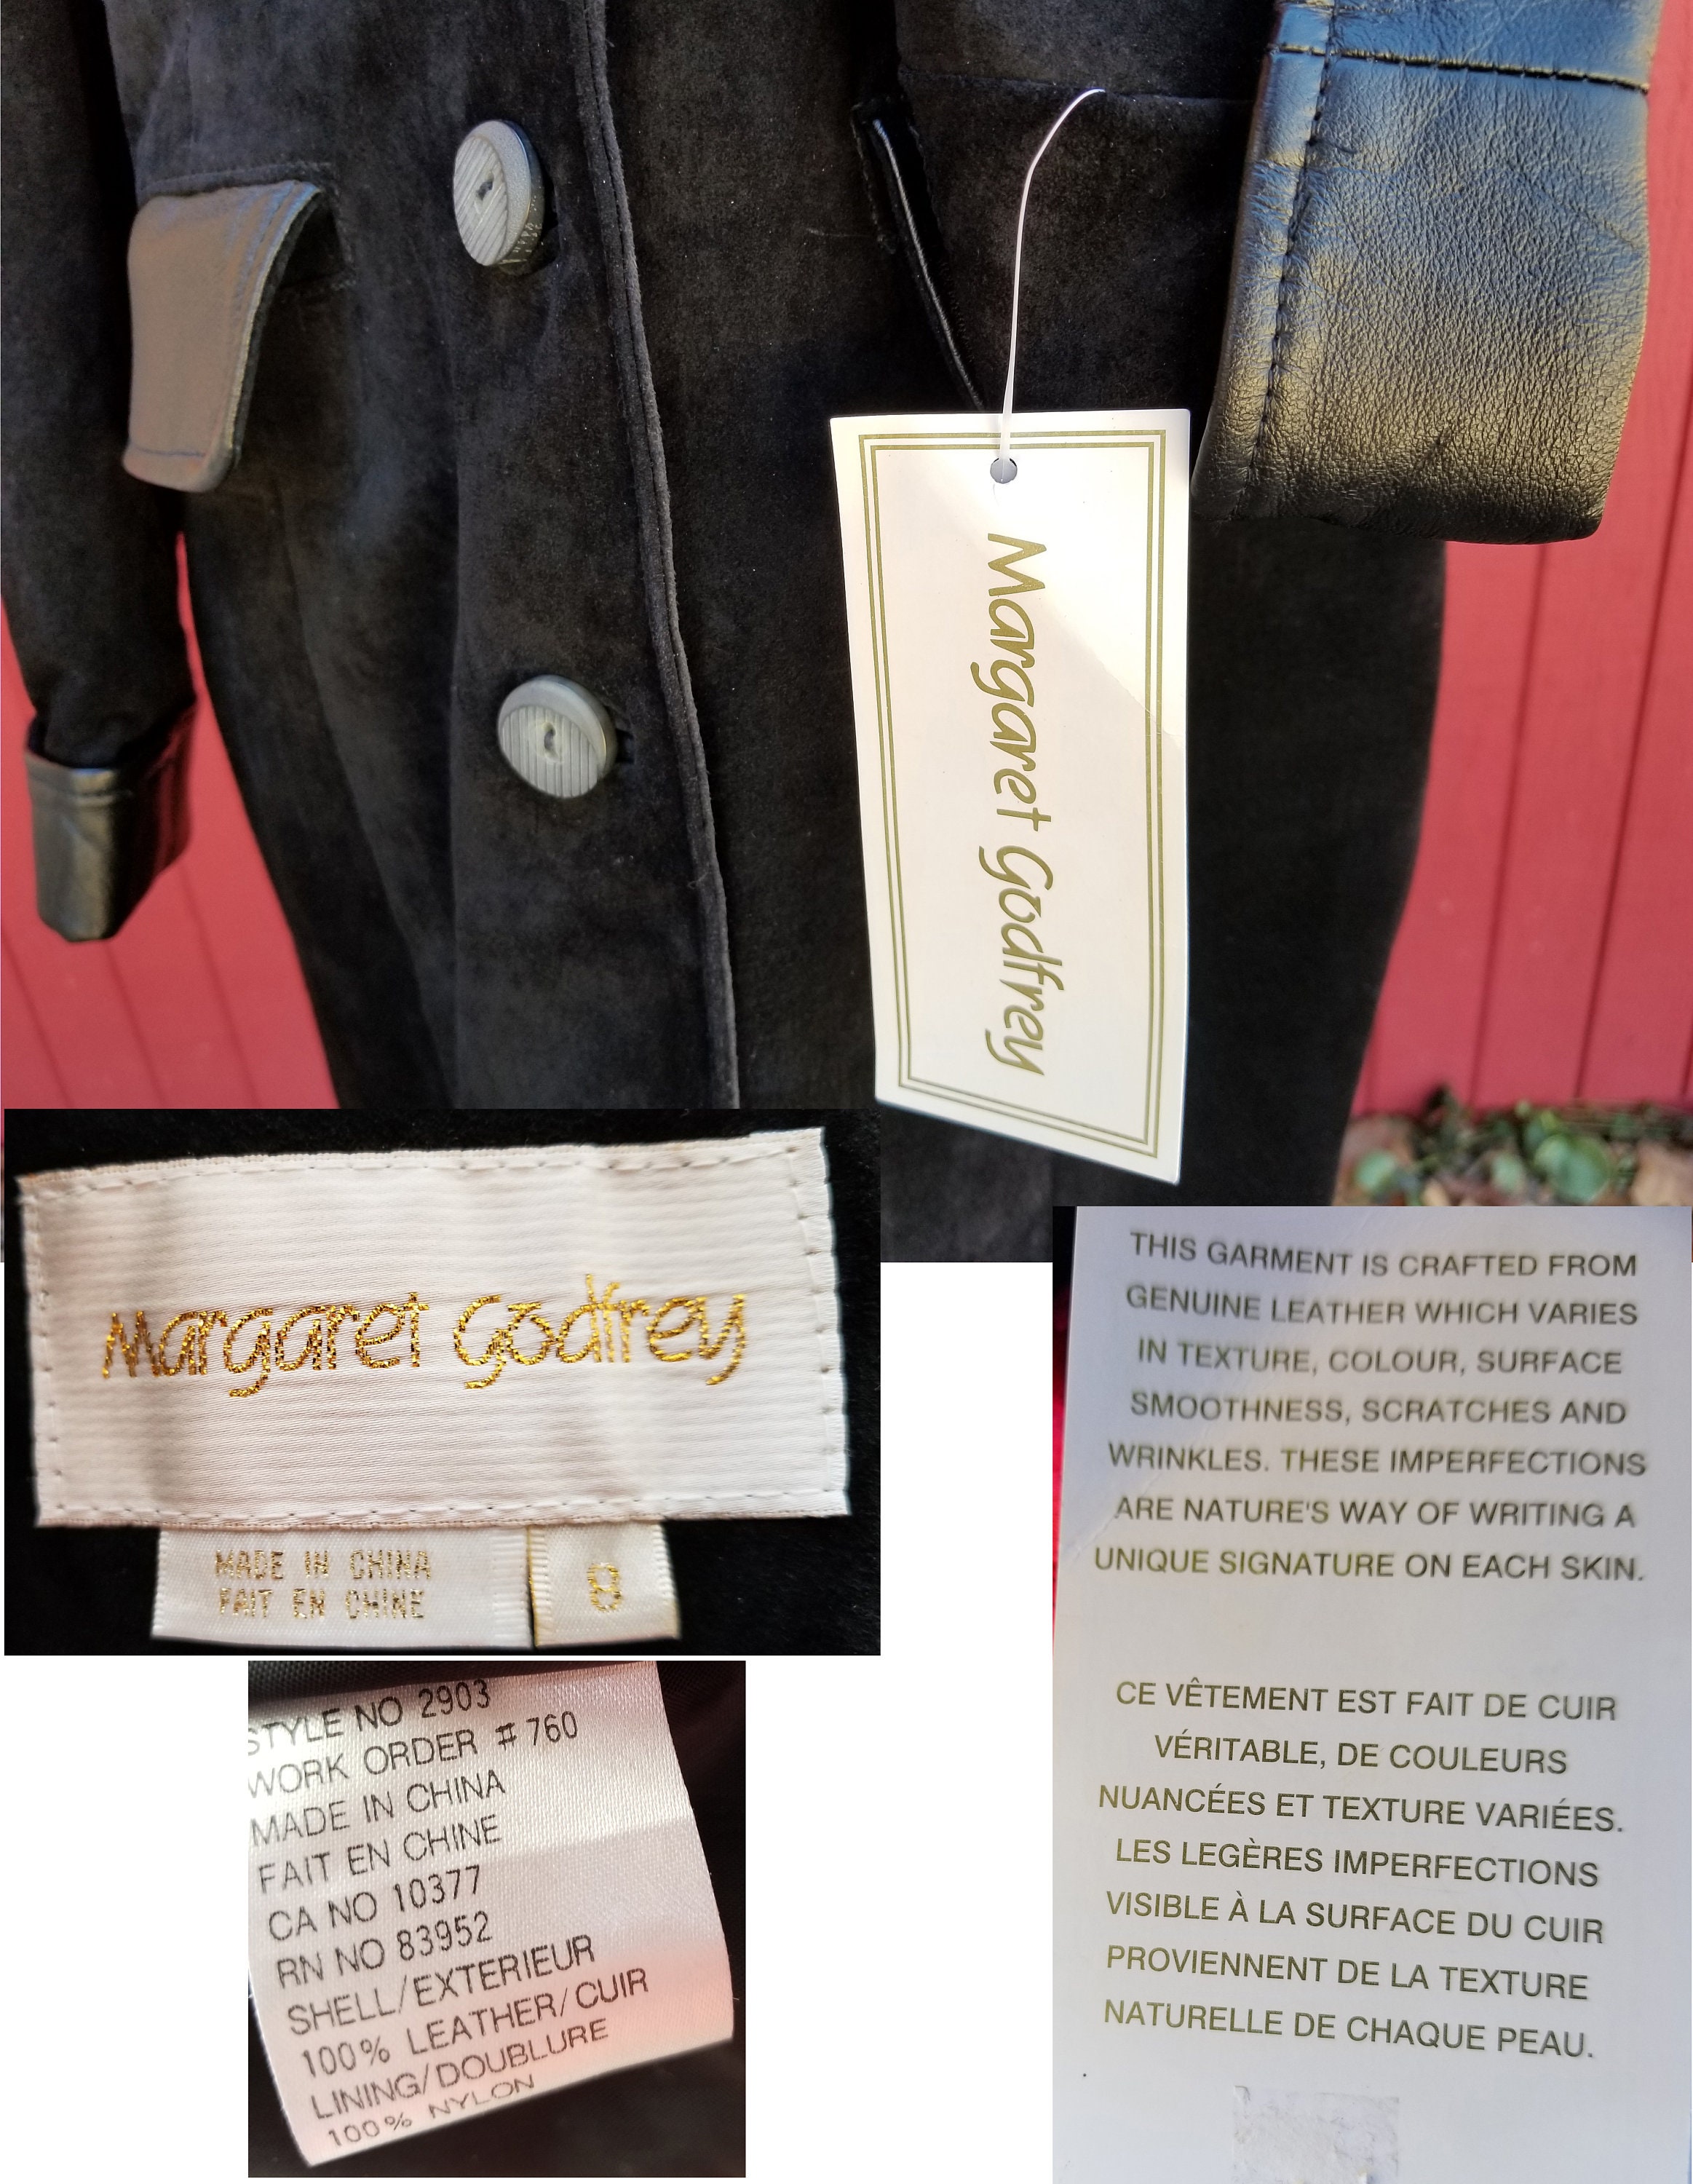 Margaret Godfrey
Margaret Godfrey
MADE IN CHINA
FAIT EN CHINE
8
STYLE NO 2903
WORK ORDER # 760
MADE IN CHINA
FAIT EN CHINE
CA NO 10377
RN NO 83952
SHELL/EXTERIEUR
100% LEATHER/CUIR
LINING/DOUBLURE
100% NYLON
THIS GARMENT IS CRAFTED FROM
GENUINE LEATHER WHICH VARIES
IN TEXTURE, COLOUR, SURFACE
SMOOTHNESS, SCRATCHES AND
WRINKLES. THESE IMPERFECTIONS
ARE NATURE'S WAY OF WRITING A
UNIQUE SIGNATURE ON EACH SKIN.
CE VÊTEMENT EST FAIT DE CUIR
VÉRITABLE, DE COULEURS
NUANCÉES ET TEXTURE VARIÉES.
LES LEGÈRES IMPERFECTIONS
VISIBLE À LA SURFACE DU CUIR
PROVIENNENT DE LA TEXTURE
NATURELLE DE CHAQUE PEAU.